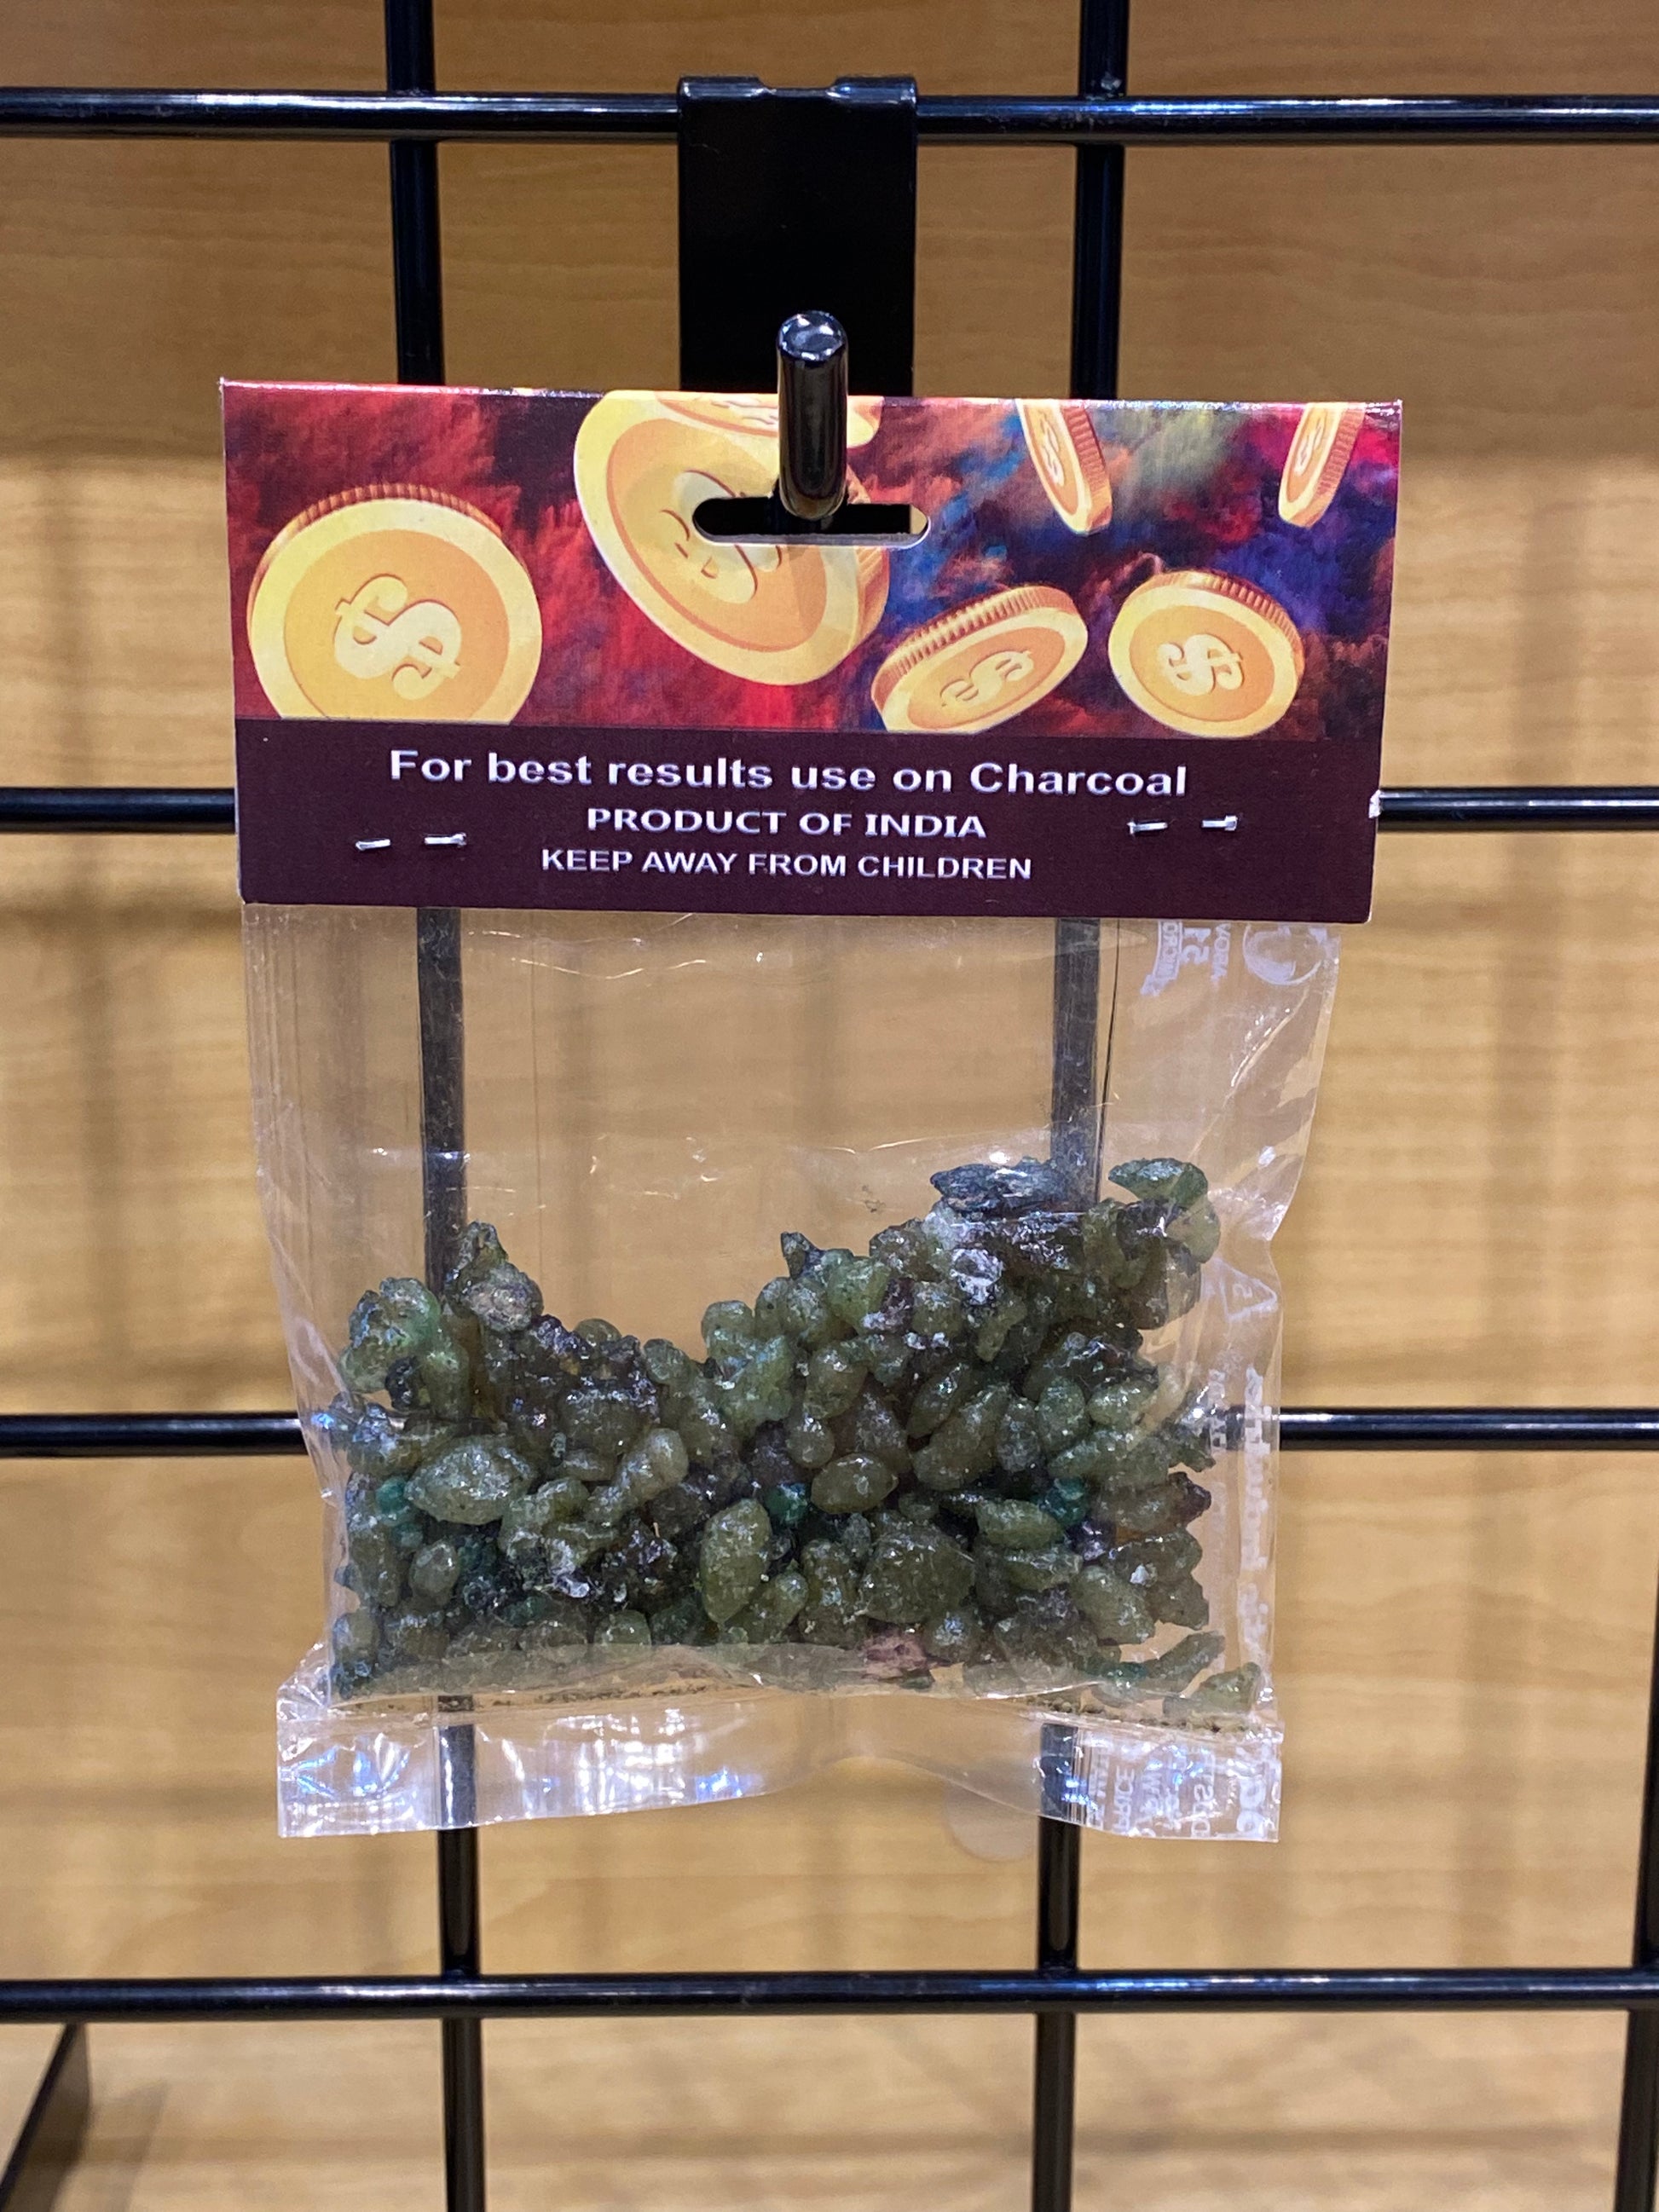 For best results use on Charcoal
PRODUCT OF INDIA
KEEP AWAY FROM CHILDREN